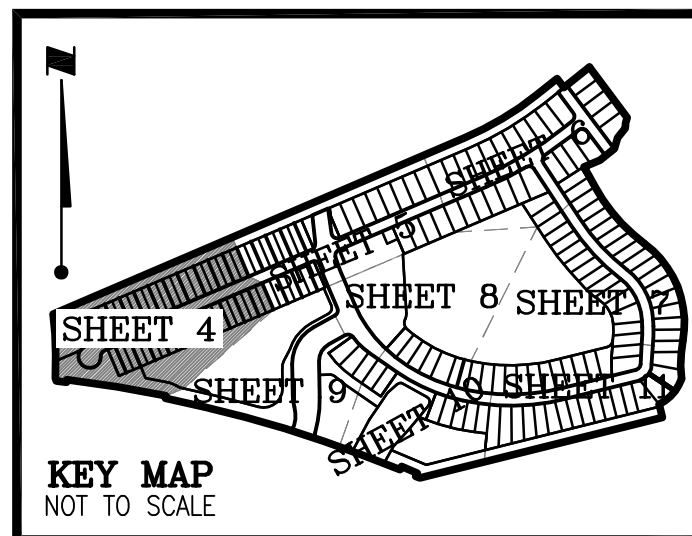 N
SHEET 6
SHEET 5
SHEET 8
SHEET 7
SHEET 4
SHEET 9
SHEET 10
SHEET 11
KEY MAP
NOT TO SCALE